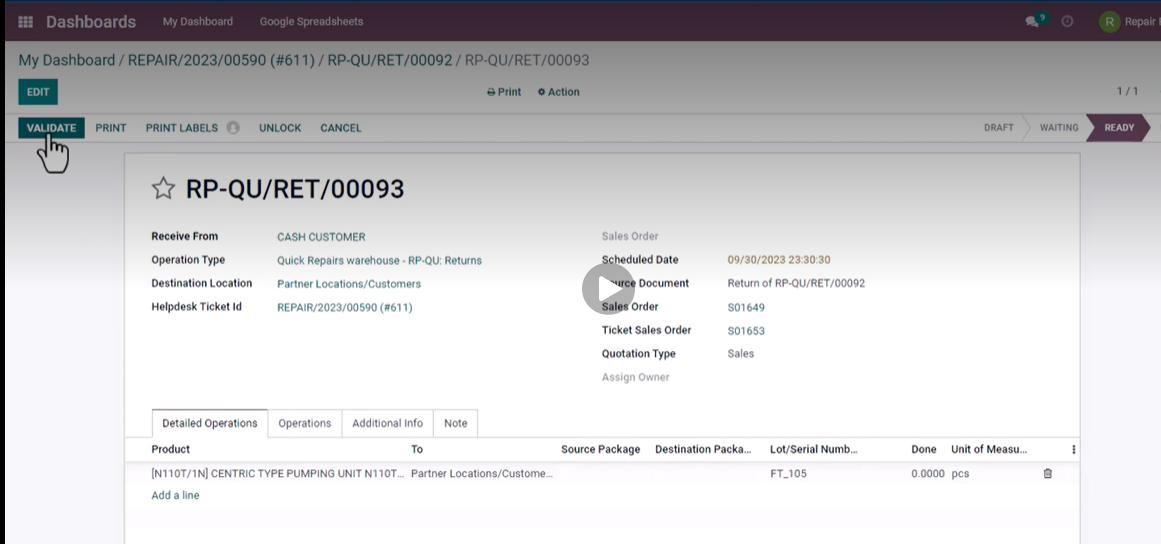 Dashboards My Dashboard Google Spreadsheets 9 R Repair
My Dashboard / REPAIR/2023/00590 (#611) / RP-QU/RET/00092 / RP-QU/RET/00093
EDIT Print Action 1 / 1
VALIDATE PRINT PRINT LABELS UNLOCK CANCEL DRAFT WAITING READY
RP-QU/RET/00093
Receive From CASH CUSTOMER Sales Order
Operation Type Quick Repairs warehouse - RP-QU: Returns Scheduled Date 09/30/2023 23:30:30
Destination Location Partner Locations/Customers Document Return of RP-QU/RET/00092
Helpdesk Ticket Id REPAIR/2023/00590 (#611) Sales Order S01649
Ticket Sales Order S01653
Quotation Type Sales
Assign Owner
Detailed Operations Operations Additional Info Note
Product To Source Package Destination Packa... Lot/Serial Numb... Done Unit of Measu...
[N110T/1N] CENTRIC TYPE PUMPING UNIT N110T... Partner Locations/Custome... FT_105 0.0000 pcs
Add a line